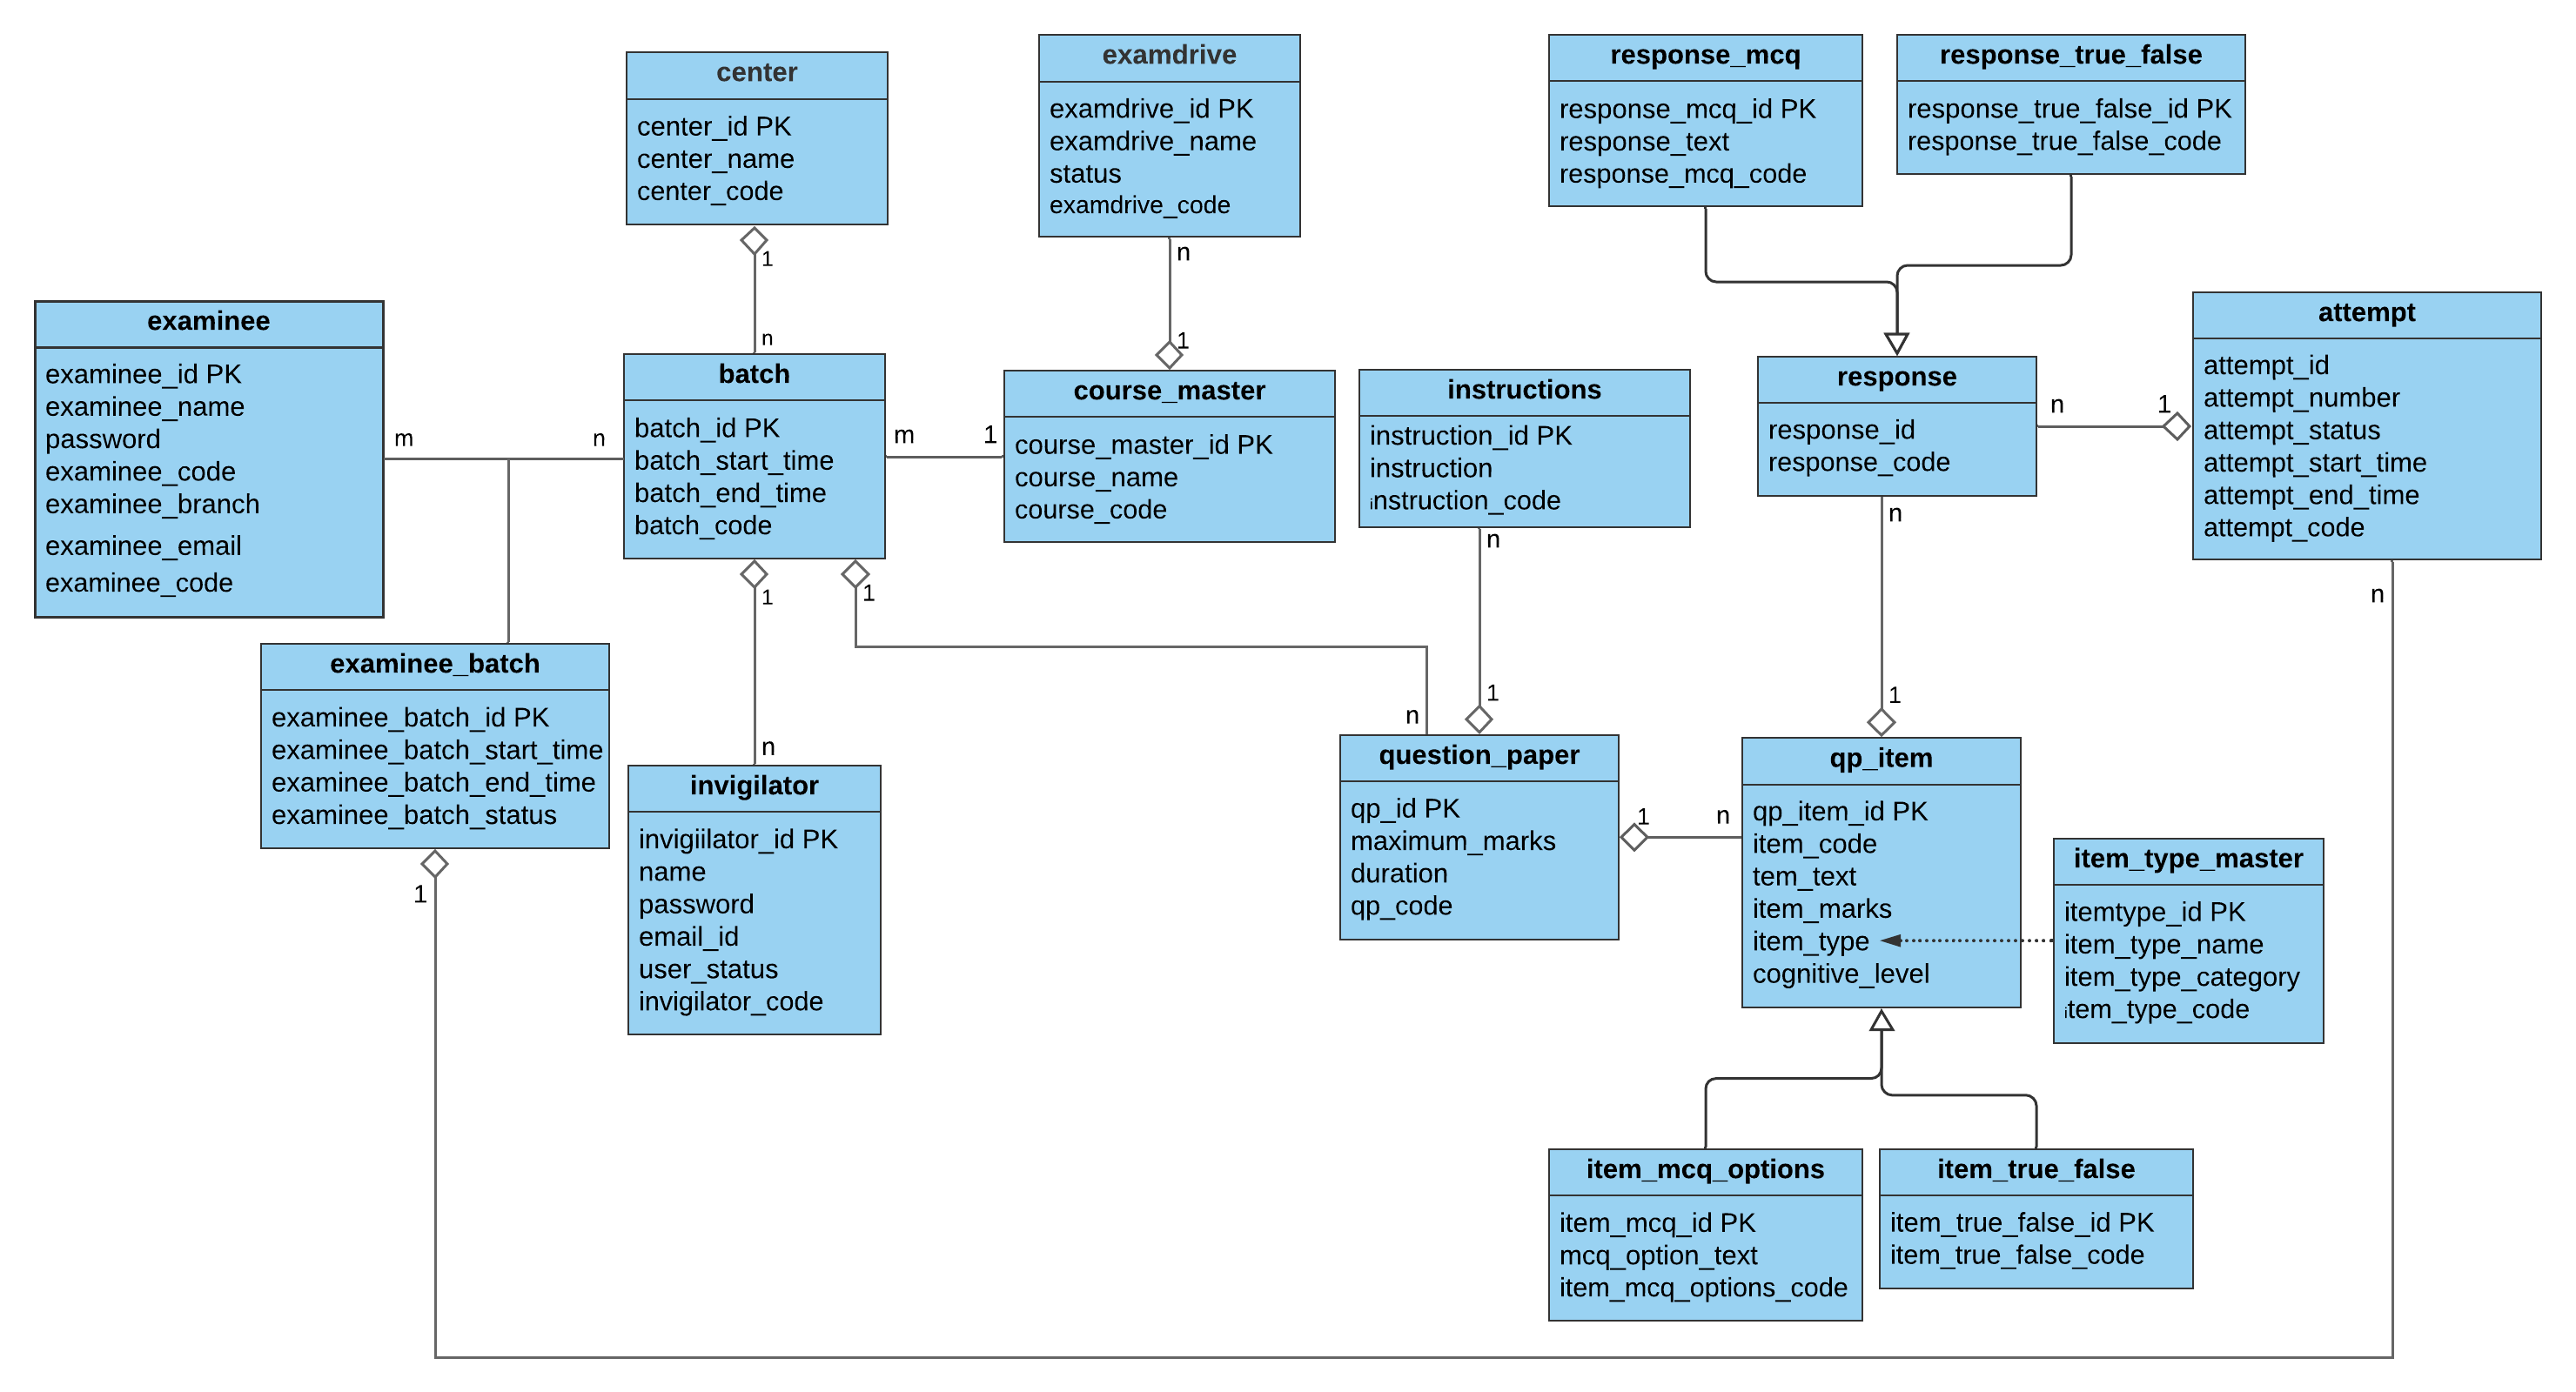 center
center_id PK
center_name
center_code
1
n
examdrive
examdrive_id PK
examdrive_name
status
examdrive_code
n
1
response_mcq
response_mcq_id PK
response_text
response_mcq_code
response_true_false
response_true_false_id PK
response_true_false_code
examinee
examinee_id PK
examinee_name
password
examinee_code
examinee_branch
examinee_email
examinee_code
m
n
batch
batch_id PK
batch_start_time
batch_end_time
batch_code
m
1
course_master
course_master_id PK
course_name
course_code
instructions
instruction_id PK
instruction
instruction_code
n
1
response
response_id
response_code
n
1
attempt
attempt_id
attempt_number
attempt_status
attempt_start_time
attempt_end_time
attempt_code
n
n
1
1
1
n
n
examinee_batch
examinee_batch_id PK
examinee_batch_start_time
examinee_batch_end_time
examinee_batch_status
1
invigilator
invigiilator_id PK
name
password
email_id
user_status
invigilator_code
question_paper
qp_id PK
maximum_marks
duration
qp_code
1
n
qp_item
qp_item_id PK
item_code
tem_text
item_marks
item_type
cognitive_level
item_type_master
itemtype_id PK
item_type_name
item_type_category
item_type_code
item_mcq_options
item_mcq_id PK
mcq_option_text
item_mcq_options_code
item_true_false
item_true_false_id PK
item_true_false_code